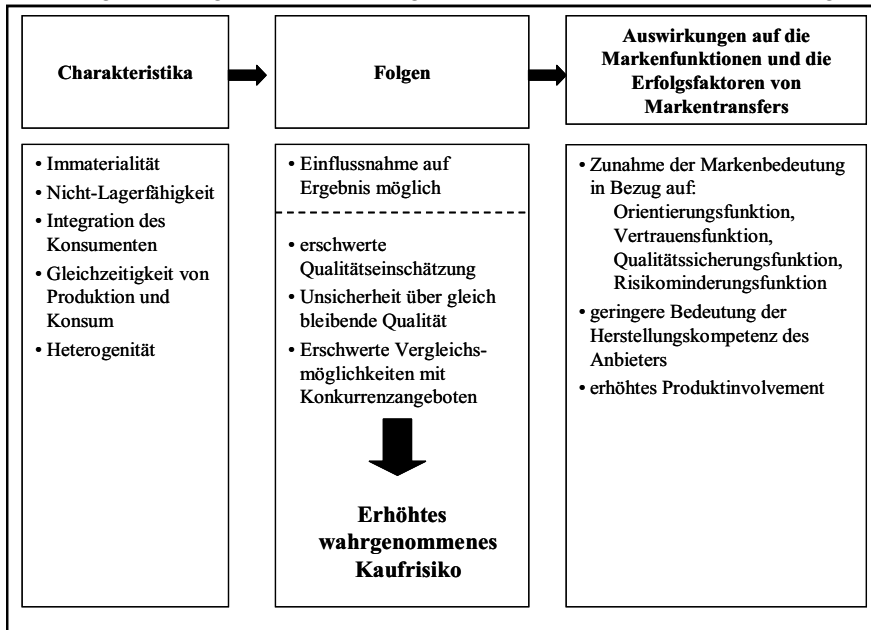 Charakteristika
Folgen
Auswirkungen auf die
Markenfunktionen und die
Erfolgsfaktoren von
Markentransfers
• Immaterialität
• Nicht-Lagerfähigkeit
• Integration des
Konsumenten
• Gleichzeitigkeit von
Produktion und
Konsum
• Heterogenität
• Einflussnahme auf
Ergebnis möglich
• erschwerte
Qualitätseinschätzung
• Unsicherheit über gleich
bleibende Qualität
• Erschwerte Vergleichs-
möglichkeiten mit
Konkurrenzangeboten
Erhöhtes
wahrgenommenes
Kaufrisiko
• Zunahme der Markenbedeutung
in Bezug auf:
Orientierungsfunktion,
Vertrauensfunktion,
Qualitätssicherungsfunktion,
Risikominderungsfunktion
• geringere Bedeutung der
Herstellungskompetenz des
Anbieters
• erhöhtes Produktinvolvement